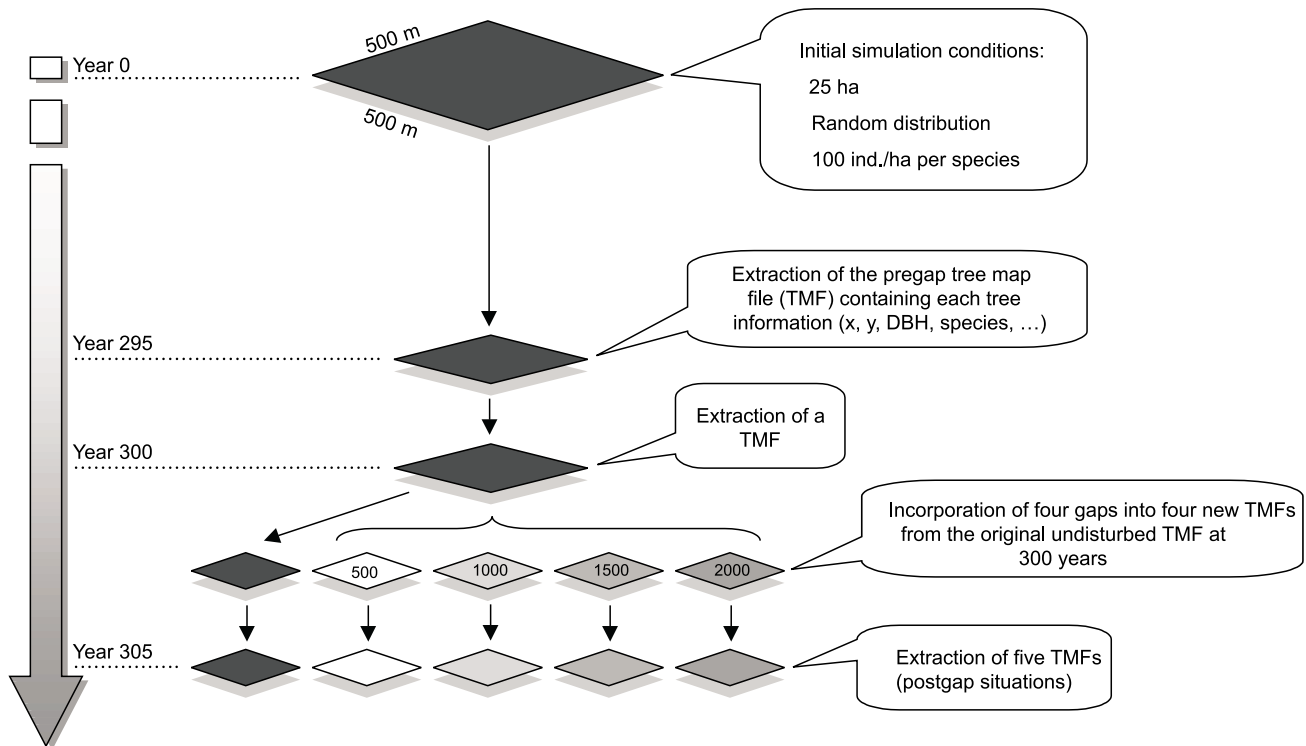 500 m
Year 0
500 m
Initial simulation conditions:
25 ha
Random distribution
100 ind./ha per species
Extraction of the pregap tree map
file (TMF) containing each tree
information (x, y, DBH, species, …)
Year 295
Extraction of a
TMF
Year 300
Incorporation of four gaps into four new TMFs
from the original undisturbed TMF at
300 years
500
1000
1500
2000
Year 305
Extraction of five TMFs
(postgap situations)